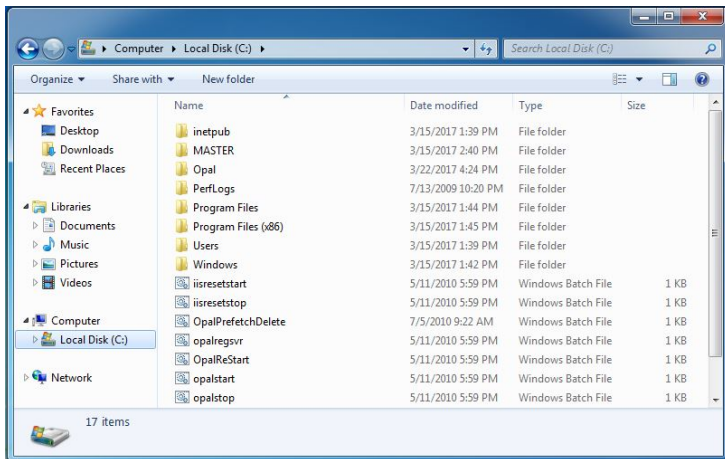 Computer ▸ Local Disk (C:) ▸
Search Local Disk (C:)
Organize ▾ Share with ▾ New folder
Name Date modified Type Size
Favorites
Desktop
Downloads
Recent Places
Libraries
Documents
Music
Pictures
Videos
Computer
Local Disk (C:)
Network
inetpub 3/15/2017 1:39 PM File folder
MASTER 3/15/2017 2:40 PM File folder
Opal 3/22/2017 4:24 PM File folder
PerfLogs 7/13/2009 10:20 PM File folder
Program Files 3/15/2017 1:44 PM File folder
Program Files (x86) 3/15/2017 1:45 PM File folder
Users 3/15/2017 1:39 PM File folder
Windows 3/15/2017 1:42 PM File folder
iisresetstart 5/11/2010 5:59 PM Windows Batch File 1 KB
iisresetstop 5/11/2010 5:59 PM Windows Batch File 1 KB
OpalPrefetchDelete 7/5/2010 9:22 AM Windows Batch File 1 KB
opalregsvr 5/11/2010 5:59 PM Windows Batch File 1 KB
OpalReStart 5/11/2010 5:59 PM Windows Batch File 1 KB
opalstart 5/11/2010 5:59 PM Windows Batch File 1 KB
opalstop 5/11/2010 5:59 PM Windows Batch File 1 KB
17 items